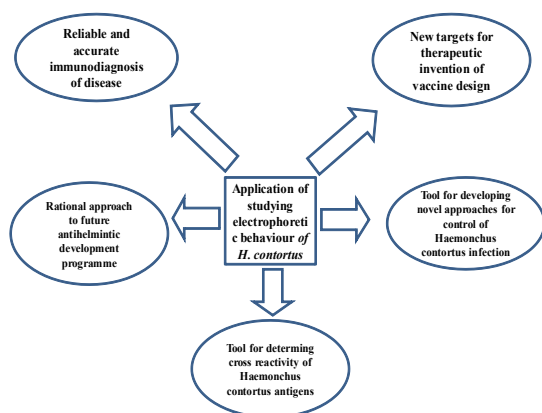 Reliable and
accurate
immunodiagnosis
of disease
New targets for
therapeutic
invention of
vaccine design
Application of
studying
electrophoreti
c behaviour of
H. contortus
Rational approach
to future
antihelmintic
development
programme
Tool for developing
novel approaches for
control of
Haemonchus
contortus infection
Tool for determing
cross reactivity of
Haemonchus
contortus antigens